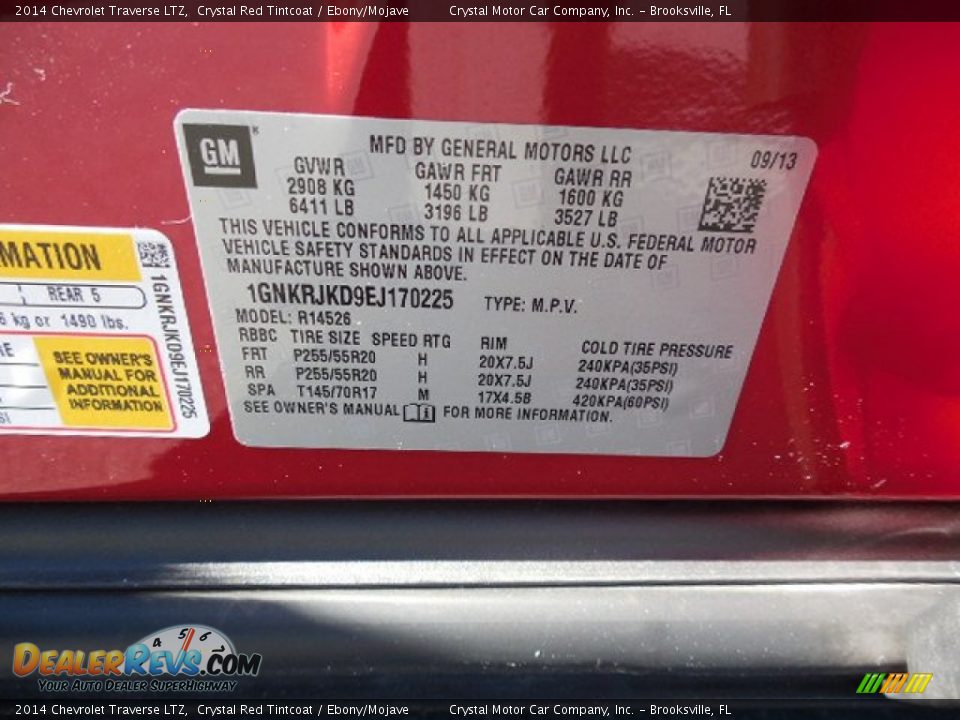 2014 Chevrolet Traverse LTZ, Crystal Red Tintcoat / Ebony/Mojave Crystal Motor Car Company, Inc. - Brooksville, FL
GM
MFD BY GENERAL MOTORS LLC 09/13
GVWR GAWR FRT GAWR RR
2908 KG 1450 KG 1600 KG
6411 LB 3196 LB 3527 LB
THIS VEHICLE CONFORMS TO ALL APPLICABLE U.S. FEDERAL MOTOR
VEHICLE SAFETY STANDARDS IN EFFECT ON THE DATE OF
MANUFACTURE SHOWN ABOVE.
1GNKRJKD9EJ170225 TYPE: M.P.V.
MODEL: R14526
RBBC TIRE SIZE SPEED RTG RIM COLD TIRE PRESSURE
FRT P255/55R20 H 20X7.5J 240KPA(35PSI)
RR P255/55R20 H 20X7.5J 240KPA(35PSI)
SPA T145/70R17 M 17X4.5B 420KPA(60PSI)
SEE OWNER'S MANUAL FOR MORE INFORMATION.
MATION
REAR 5
kg or 1490 lbs.
SEE OWNER'S
MANUAL FOR
ADDITIONAL
INFORMATION
1GNKRJKD9EJ170225
4 5 6
DEALERREVS.COM
YOUR AUTO DEALER SUPERHIGHWAY
2014 Chevrolet Traverse LTZ, Crystal Red Tintcoat / Ebony/Mojave Crystal Motor Car Company, Inc. - Brooksville, FL